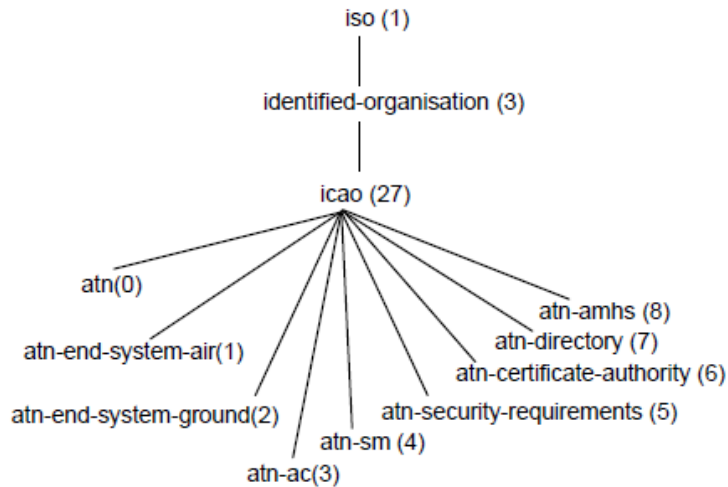 iso (1)
identified-organisation (3)
icao (27)
atn(0)
atn-end-system-air(1)
atn-end-system-ground(2)
atn-ac(3)
atn-sm (4)
atn-security-requirements (5)
atn-certificate-authority (6)
atn-directory (7)
atn-amhs (8)